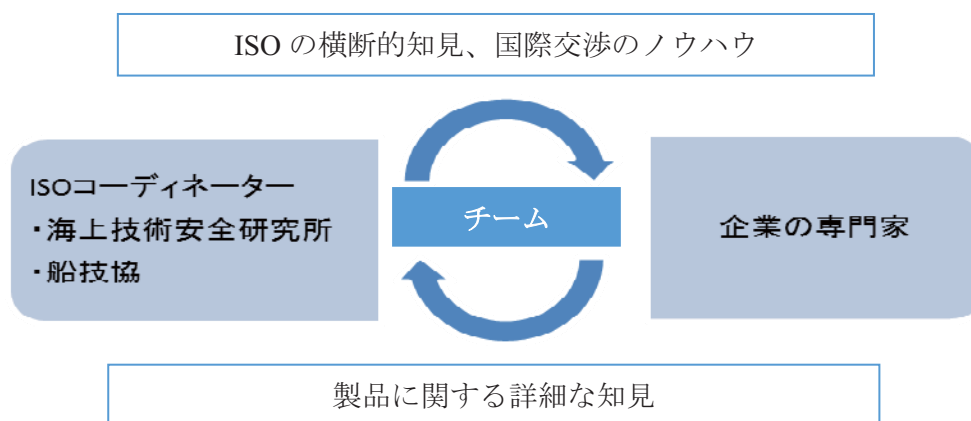 ISO の横断的知見、国際交渉のノウハウ
ISOコーディネーター
・海上技術安全研究所
・船技協
チーム
企業の専門家
製品に関する詳細な知見